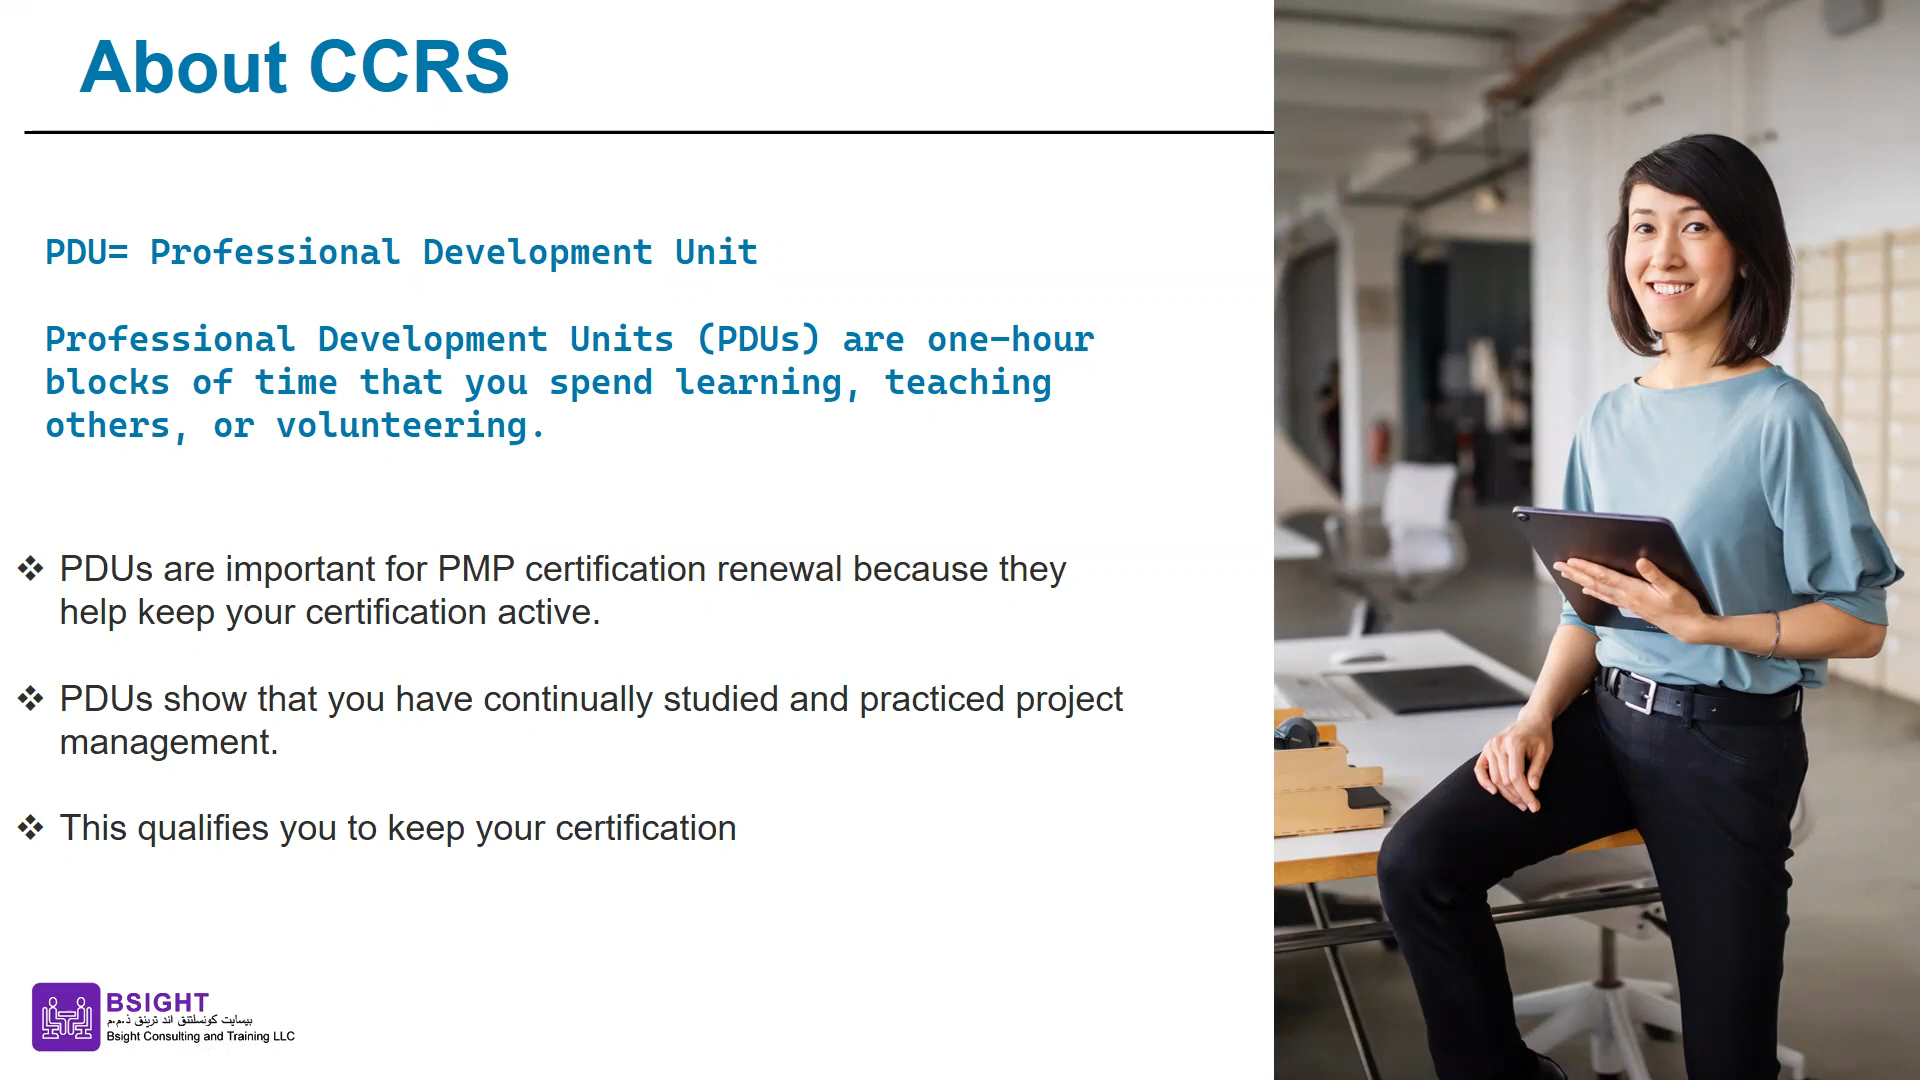 About CCRS
PDU= Professional Development Unit
Professional Development Units (PDUs) are one-hour
blocks of time that you spend learning, teaching
others, or volunteering.
❖ PDUs are important for PMP certification renewal because they
help keep your certification active.
❖ PDUs show that you have continually studied and practiced project
management.
❖ This qualifies you to keep your certification
BSIGHT
بيسايت كونسلتنق اند ترينق ذ.م.م
Bsight Consulting and Training LLC